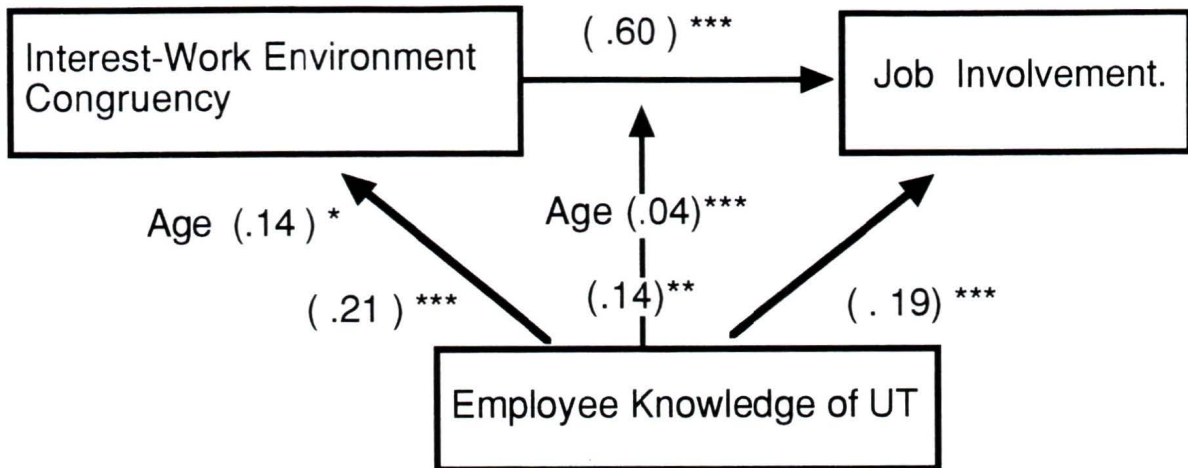 ( .60 ) ***
Interest-Work Environment
Congruency
Job Involvement.
Age (.14 ) *
Age (.04)***
( .21 ) ***
(.14)**
( . 19) ***
Employee Knowledge of UT